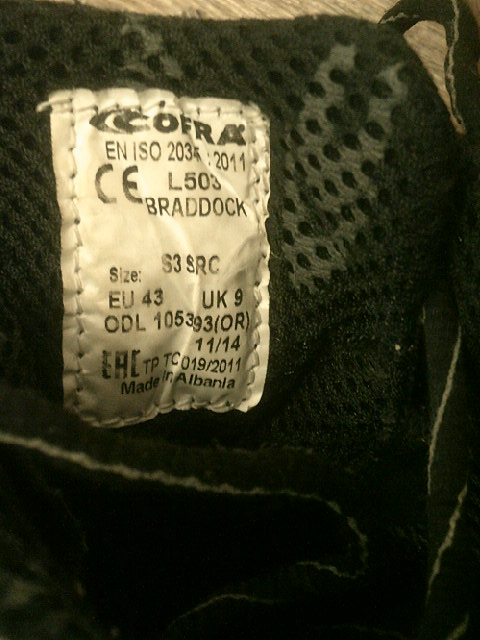 COFRA
EN ISO 20345:2011
CE L503
BRADDOCK
S3 SRC
Size:
EU 43 UK 9
ODL 105393(OR)
11/14
EAC TP TC 019/2011
Made in Albania